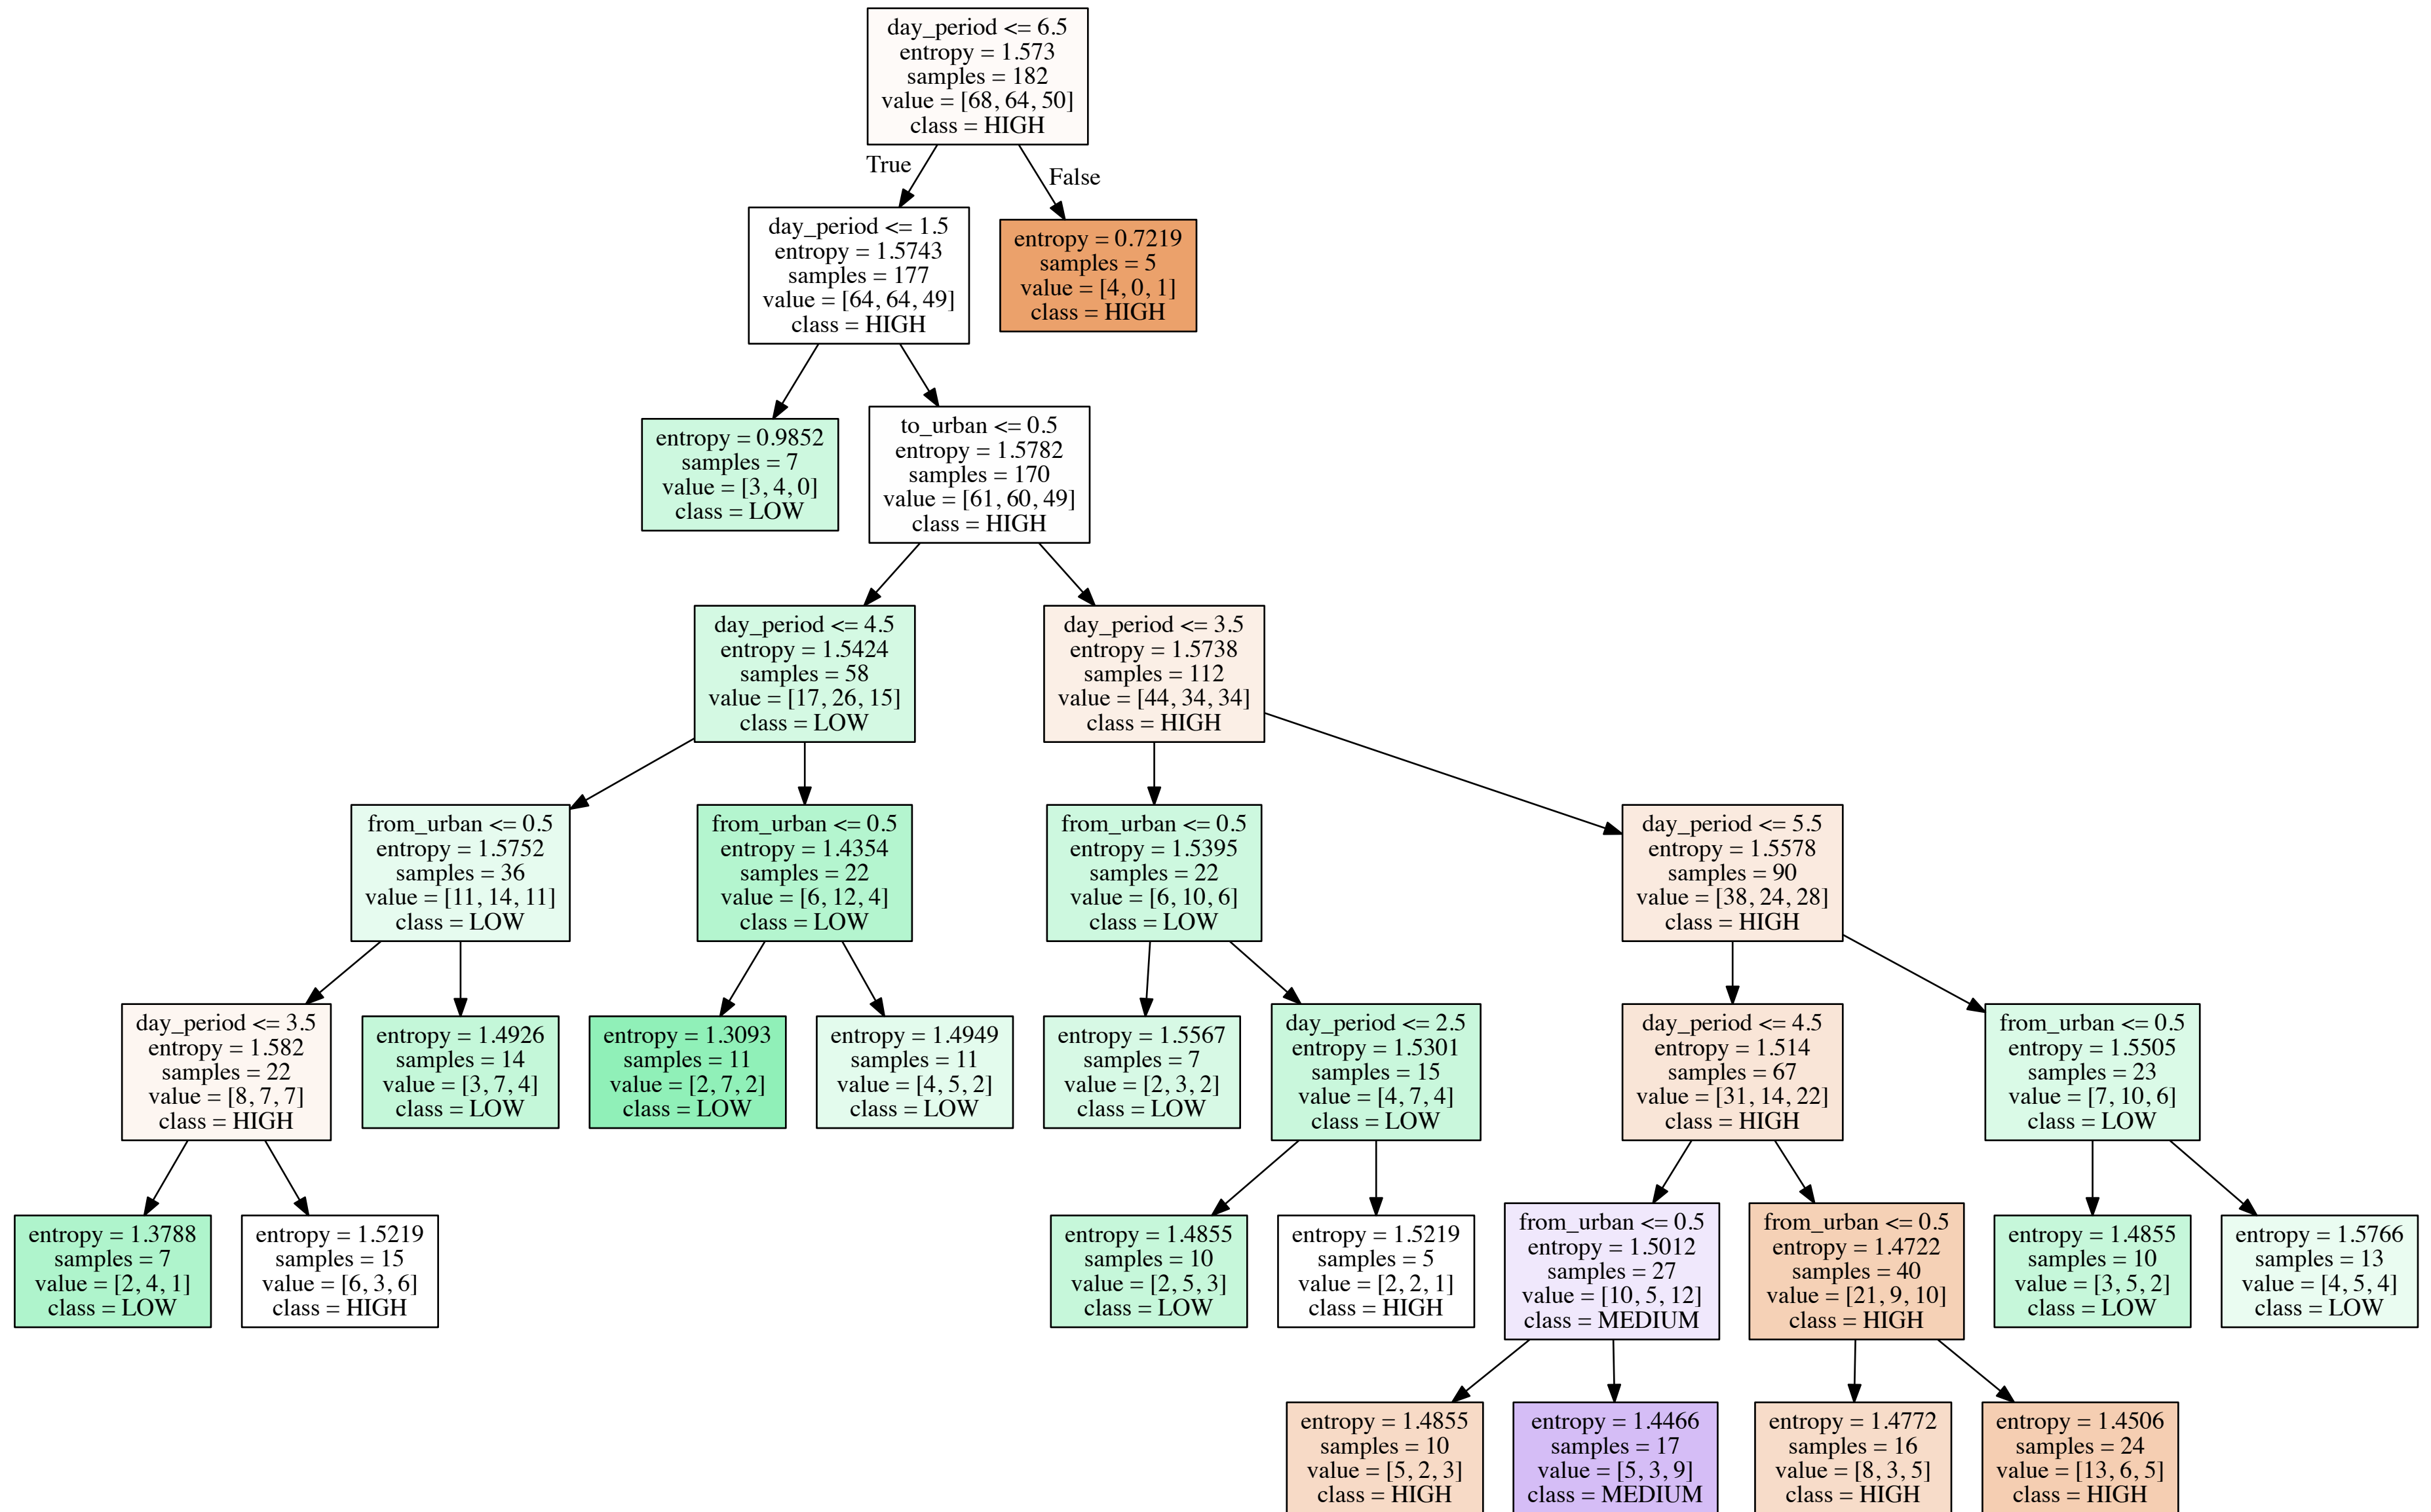 day_period <= 6.5
entropy = 1.573
samples = 182
value = [68, 64, 50]
class = HIGH
True
False
day_period <= 1.5
entropy = 1.5743
samples = 177
value = [64, 64, 49]
class = HIGH
entropy = 0.7219
samples = 5
value = [4, 0, 1]
class = HIGH
entropy = 0.9852
samples = 7
value = [3, 4, 0]
class = LOW
to_urban <= 0.5
entropy = 1.5782
samples = 170
value = [61, 60, 49]
class = HIGH
day_period <= 4.5
entropy = 1.5424
samples = 58
value = [17, 26, 15]
class = LOW
day_period <= 3.5
entropy = 1.5738
samples = 112
value = [44, 34, 34]
class = HIGH
from_urban <= 0.5
entropy = 1.5752
samples = 36
value = [11, 14, 11]
class = LOW
from_urban <= 0.5
entropy = 1.4354
samples = 22
value = [6, 12, 4]
class = LOW
from_urban <= 0.5
entropy = 1.5395
samples = 22
value = [6, 10, 6]
class = LOW
day_period <= 5.5
entropy = 1.5578
samples = 90
value = [38, 24, 28]
class = HIGH
day_period <= 3.5
entropy = 1.582
samples = 22
value = [8, 7, 7]
class = HIGH
entropy = 1.4926
samples = 14
value = [3, 7, 4]
class = LOW
entropy = 1.3093
samples = 11
value = [2, 7, 2]
class = LOW
entropy = 1.4949
samples = 11
value = [4, 5, 2]
class = LOW
entropy = 1.5567
samples = 7
value = [2, 3, 2]
class = LOW
day_period <= 2.5
entropy = 1.5301
samples = 15
value = [4, 7, 4]
class = LOW
day_period <= 4.5
entropy = 1.514
samples = 67
value = [31, 14, 22]
class = HIGH
from_urban <= 0.5
entropy = 1.5505
samples = 23
value = [7, 10, 6]
class = LOW
entropy = 1.3788
samples = 7
value = [2, 4, 1]
class = LOW
entropy = 1.5219
samples = 15
value = [6, 3, 6]
class = HIGH
entropy = 1.4855
samples = 10
value = [2, 5, 3]
class = LOW
entropy = 1.5219
samples = 5
value = [2, 2, 1]
class = HIGH
from_urban <= 0.5
entropy = 1.5012
samples = 27
value = [10, 5, 12]
class = MEDIUM
from_urban <= 0.5
entropy = 1.4722
samples = 40
value = [21, 9, 10]
class = HIGH
entropy = 1.4855
samples = 10
value = [3, 5, 2]
class = LOW
entropy = 1.5766
samples = 13
value = [4, 5, 4]
class = LOW
entropy = 1.4855
samples = 10
value = [5, 2, 3]
class = HIGH
entropy = 1.4466
samples = 17
value = [5, 3, 9]
class = MEDIUM
entropy = 1.4772
samples = 16
value = [8, 3, 5]
class = HIGH
entropy = 1.4506
samples = 24
value = [13, 6, 5]
class = HIGH